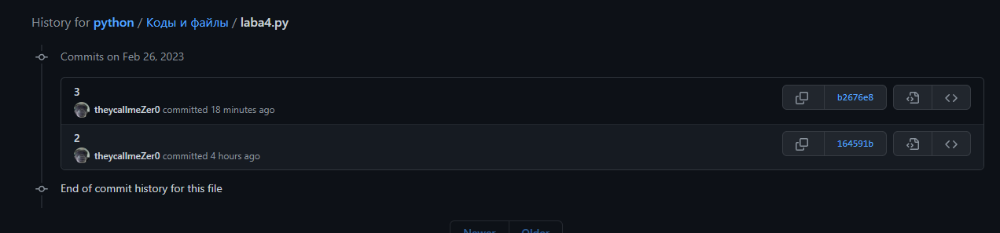 History for python / Коды и файлы / laba4.py
Commits on Feb 26, 2023
3
b2676e8
theycallmeZer0 committed 18 minutes ago
2
164591b
theycallmeZer0 committed 4 hours ago
End of commit history for this file
Newer Older